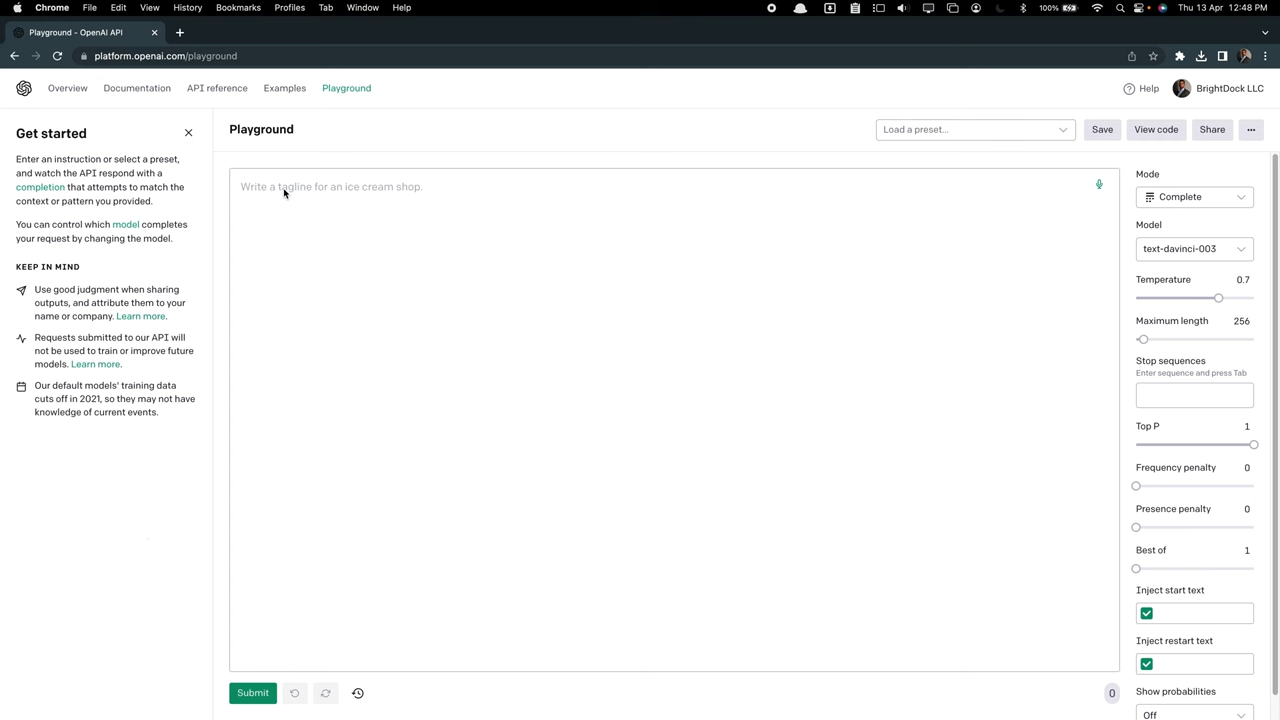 Chrome File Edit View History Bookmarks Profiles Tab Window Help 100% Thu 13 Apr 12:48 PM
Playground - OpenAI API
platform.openai.com/playground
Overview Documentation API reference Examples Playground Help BrightDock LLC
Get started
Enter an instruction or select a preset,
and watch the API respond with a
completion that attempts to match the
context or pattern you provided.
You can control which model completes
your request by changing the model.
KEEP IN MIND
Use good judgment when sharing
outputs, and attribute them to your
name or company. Learn more.
Requests submitted to our API will
not be used to train or improve future
models. Learn more.
Our default models' training data
cuts off in 2021, so they may not have
knowledge of current events.
Playground Load a preset... Save View code Share
Write a tagline for an ice cream shop.
Submit 0
Mode
Complete
Model
text-davinci-003
Temperature 0.7
Maximum length 256
Stop sequences
Enter sequence and press Tab
Top P 1
Frequency penalty 0
Presence penalty 0
Best of 1
Inject start text
Inject restart text
Show probabilities
Off